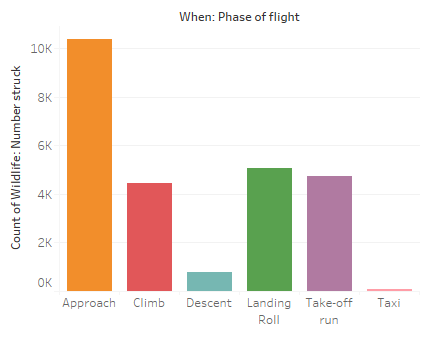 When: Phase of flight
Count of Wildlife: Number struck
10K
8K
6K
4K
2K
0K
Approach
Climb
Descent
Landing
Roll
Take-off
run
Taxi